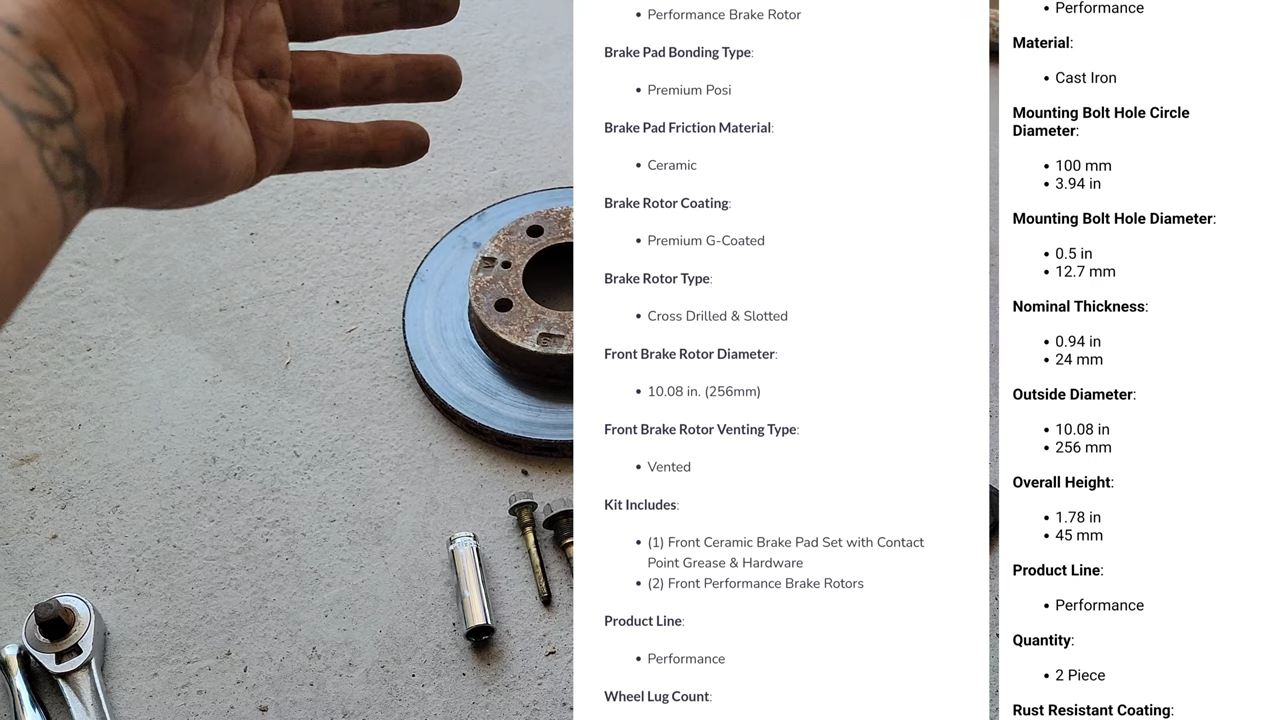 Performance Brake Rotor
Brake Pad Bonding Type:
Premium Posi
Brake Pad Friction Material:
Ceramic
Brake Rotor Coating:
Premium G-Coated
Brake Rotor Type:
Cross Drilled & Slotted
Front Brake Rotor Diameter:
10.08 in. (256mm)
Front Brake Rotor Venting Type:
Vented
Kit Includes:
(1) Front Ceramic Brake Pad Set with Contact
Point Grease & Hardware
(2) Front Performance Brake Rotors
Product Line:
Performance
Wheel Lug Count:
Performance
Material:
Cast Iron
Mounting Bolt Hole Circle
Diameter:
100 mm
3.94 in
Mounting Bolt Hole Diameter:
0.5 in
12.7 mm
Nominal Thickness:
0.94 in
24 mm
Outside Diameter:
10.08 in
256 mm
Overall Height:
1.78 in
45 mm
Product Line:
Performance
Quantity:
2 Piece
Rust Resistant Coating: